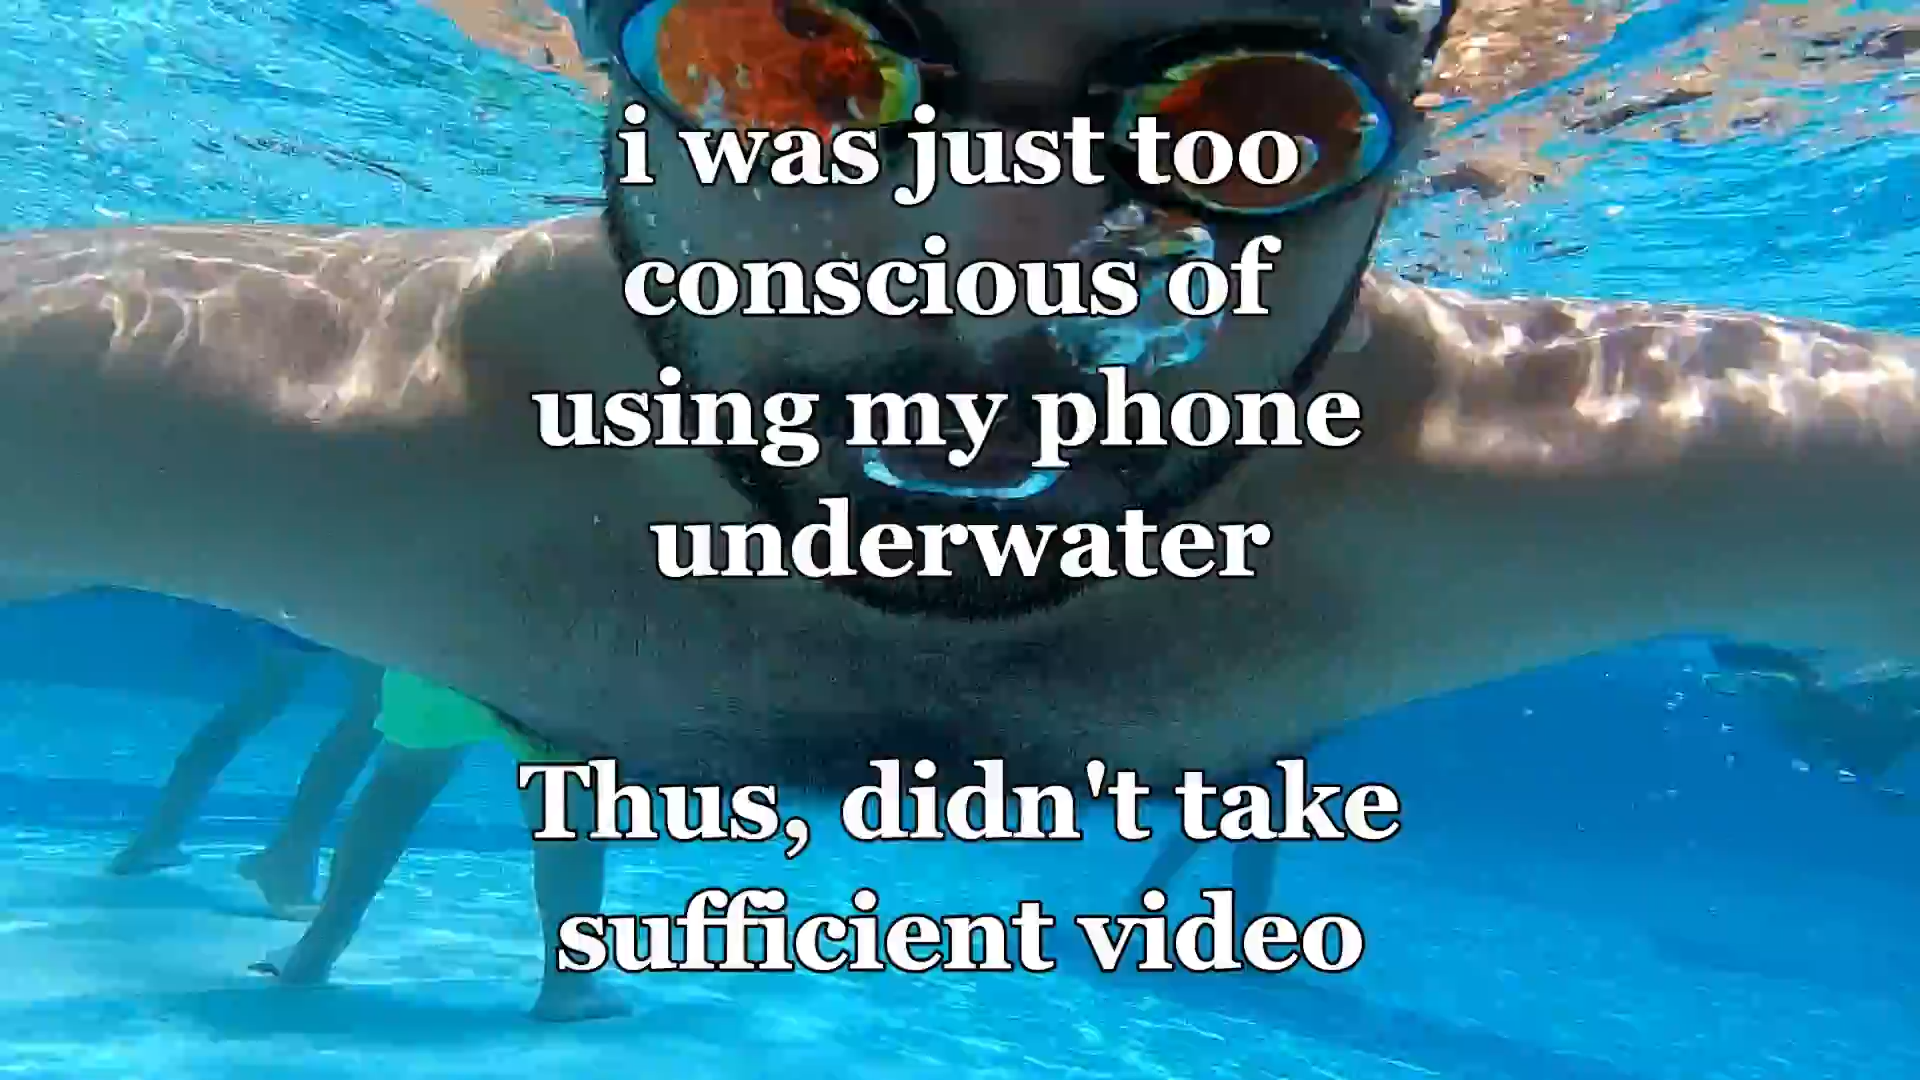 i was just too
conscious of
using my phone
underwater
Thus, didn't take
sufficient video